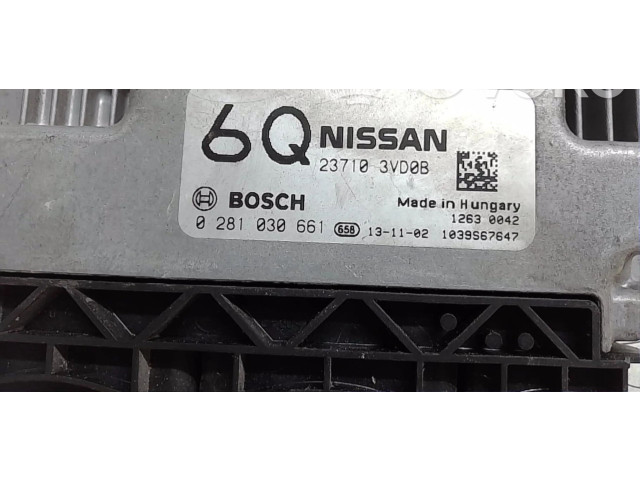 6Q NISSAN
23710 3VD0B
BOSCH
Made in Hungary
1263 0042
0 281 030 661 658 13-11-02 1039S67647